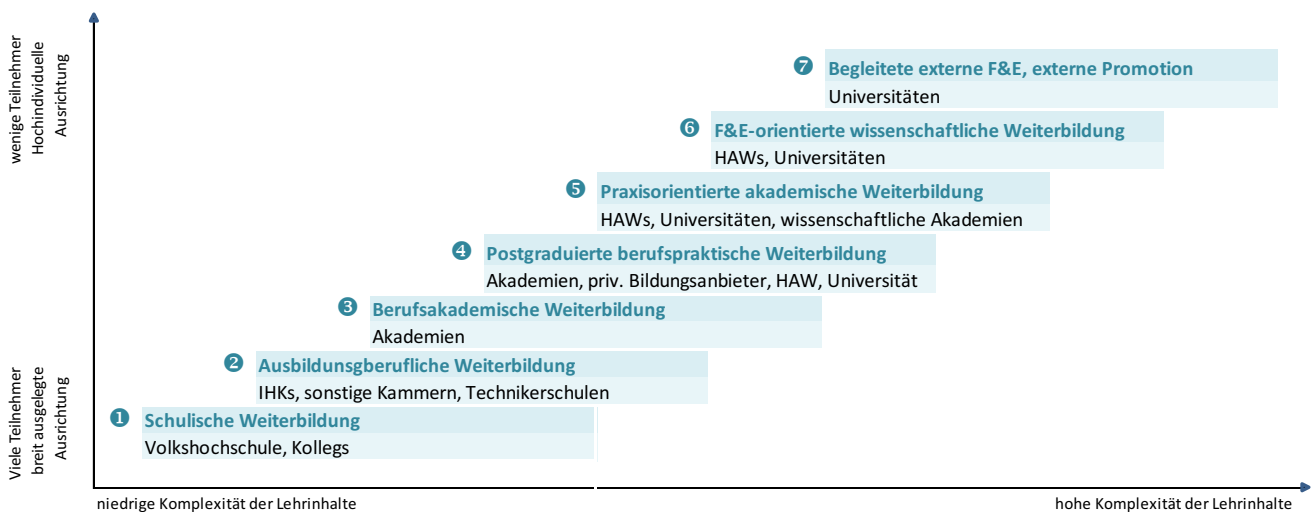 wenige Teilnehmer
Hochindividuelle
Ausrichtung
❼ Begleitete externe F&E, externe Promotion
Universitäten
❻ F&E-orientierte wissenschaftliche Weiterbildung
HAWs, Universitäten
❺ Praxisorientierte akademische Weiterbildung
HAWs, Universitäten, wissenschaftliche Akademien
❹ Postgraduierte berufspraktische Weiterbildung
Akademien, priv. Bildungsanbieter, HAW, Universität
❸ Berufsakademische Weiterbildung
Akademien
❷ Ausbildunsgberufliche Weiterbildung
IHKs, sonstige Kammern, Technikerschulen
❶ Schulische Weiterbildung
Volkshochschule, Kollegs
Viele Teilnehmer
breit ausgelegte
Ausrichtung
niedrige Komplexität der Lehrinhalte
hohe Komplexität der Lehrinhalte